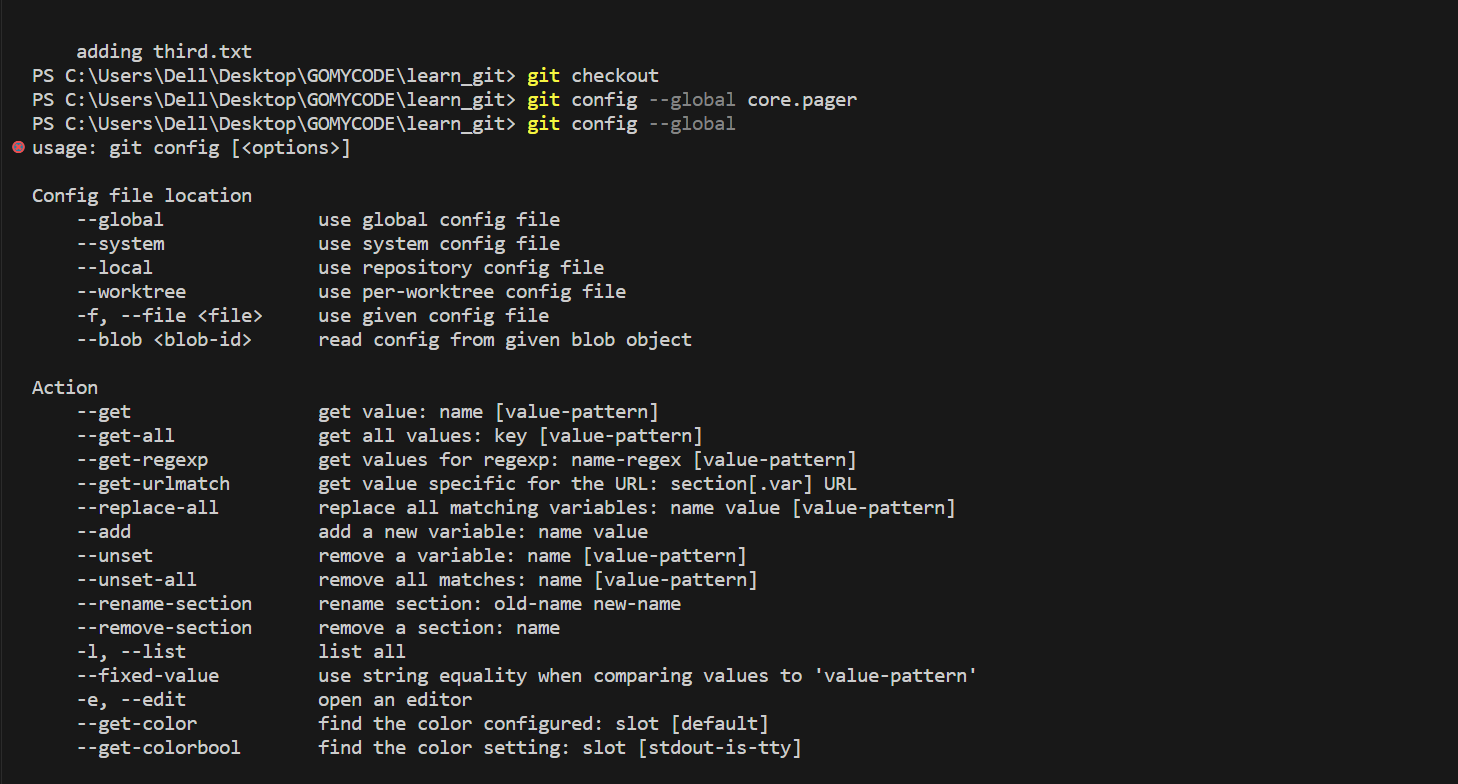 adding third.txt
PS C:\Users\Dell\Desktop\GOMYCODE\learn_git> git checkout
PS C:\Users\Dell\Desktop\GOMYCODE\learn_git> git config --global core.pager
PS C:\Users\Dell\Desktop\GOMYCODE\learn_git> git config --global
usage: git config [<options>]

Config file location
    --global              use global config file
    --system              use system config file
    --local               use repository config file
    --worktree            use per-worktree config file
    -f, --file <file>     use given config file
    --blob <blob-id>      read config from given blob object

Action
    --get                 get value: name [value-pattern]
    --get-all             get all values: key [value-pattern]
    --get-regexp          get values for regexp: name-regex [value-pattern]
    --get-urlmatch        get value specific for the URL: section[.var] URL
    --replace-all         replace all matching variables: name value [value-pattern]
    --add                 add a new variable: name value
    --unset               remove a variable: name [value-pattern]
    --unset-all           remove all matches: name [value-pattern]
    --rename-section      rename section: old-name new-name
    --remove-section      remove a section: name
    -l, --list            list all
    --fixed-value         use string equality when comparing values to 'value-pattern'
    -e, --edit            open an editor
    --get-color           find the color configured: slot [default]
    --get-colorbool       find the color setting: slot [stdout-is-tty]